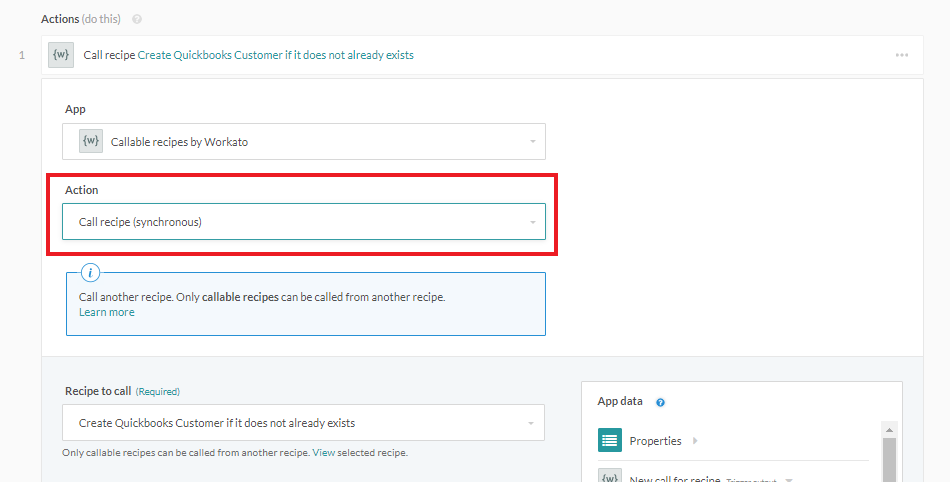 Actions (do this) ?
1 {w} Call recipe Create Quickbooks Customer if it does not already exists
App
{w} Callable recipes by Workato
Action
Call recipe (synchronous)
i
Call another recipe. Only callable recipes can be called from another recipe.
Learn more
Recipe to call (Required)
Create Quickbooks Customer if it does not already exists
Only callable recipes can be called from another recipe. View selected recipe.
App data ?
Properties
{w} New call for recipe Trigger output